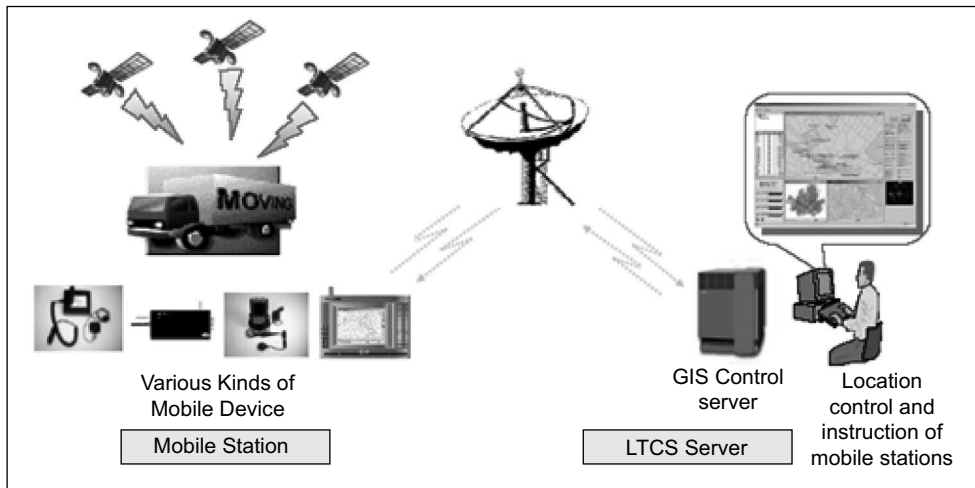 MOVING
Various Kinds of
Mobile Device
Mobile Station
GIS Control
server
LTCS Server
Location
control and
instruction of
mobile stations